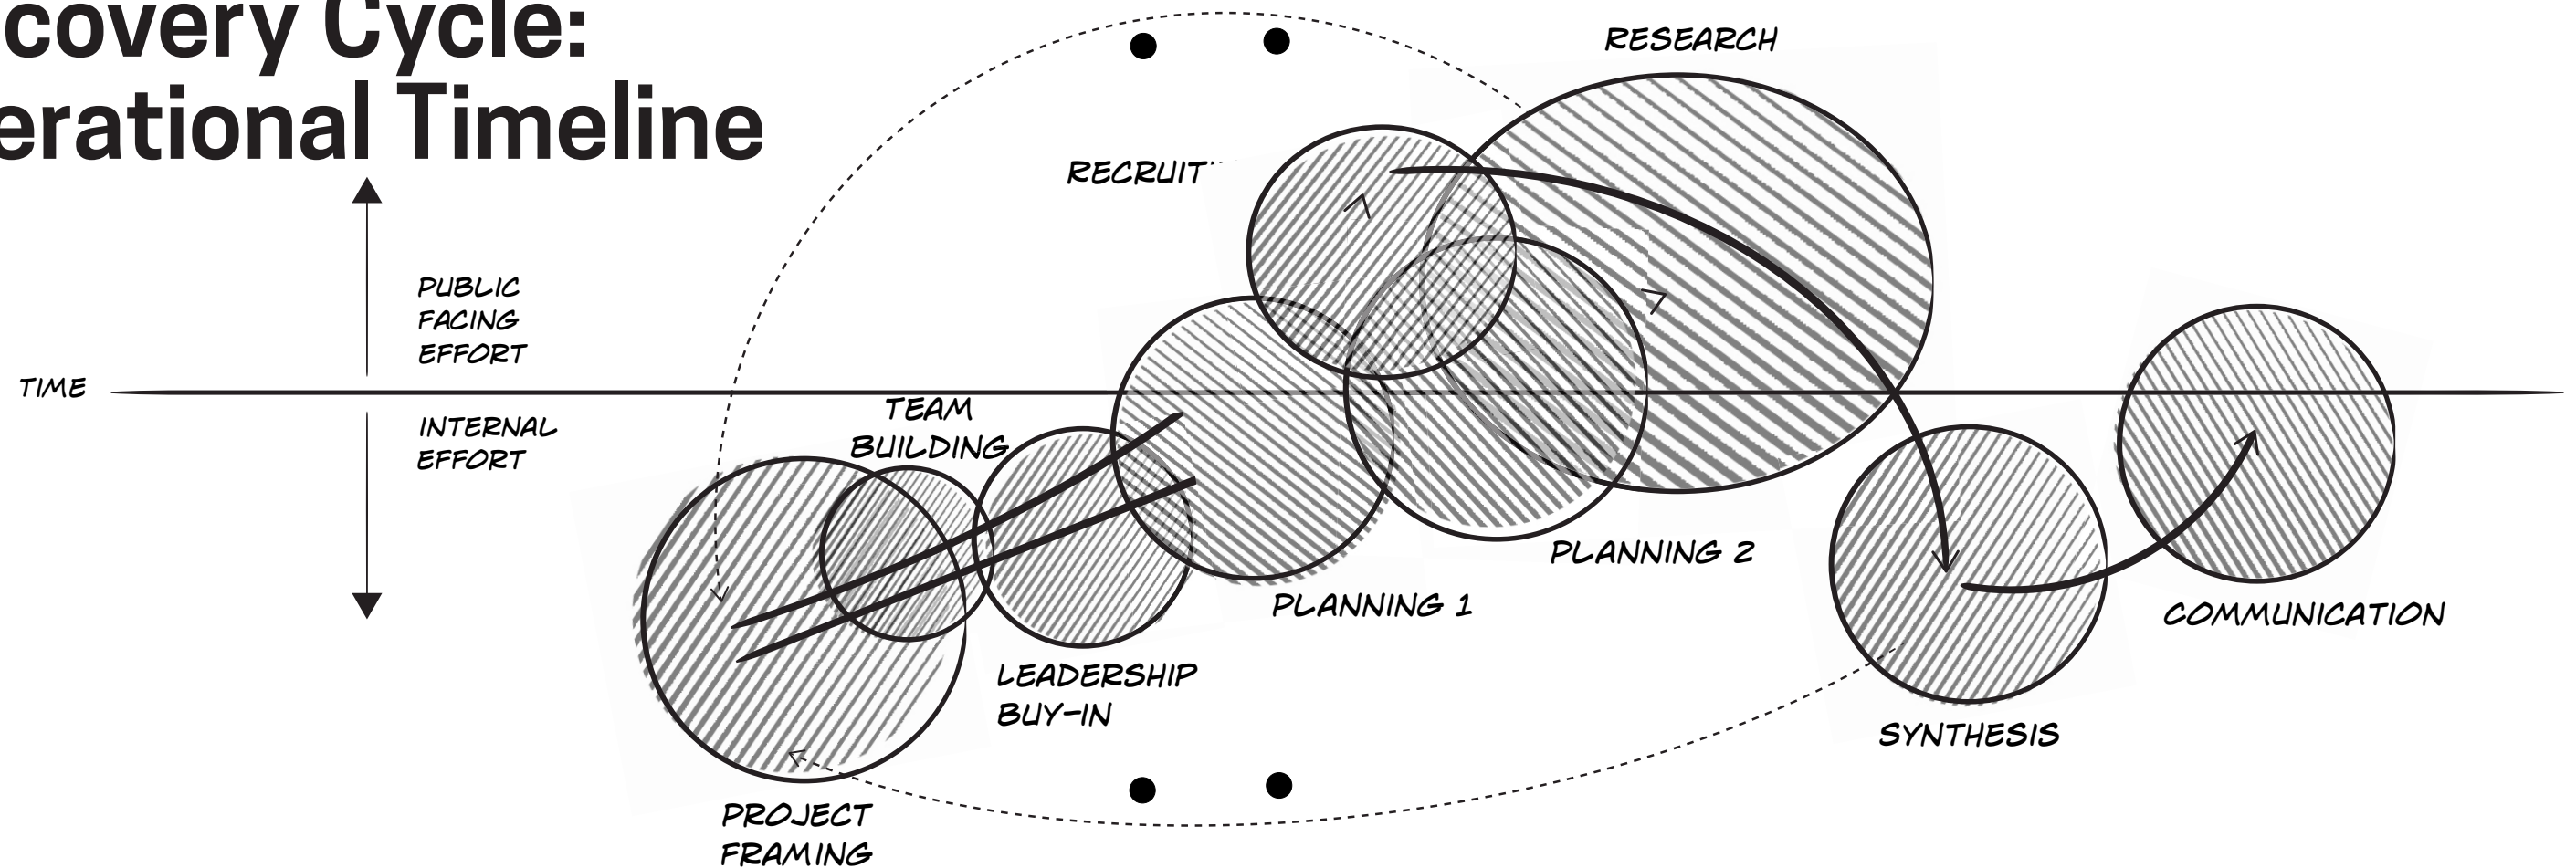 covery Cycle:
erational Timeline
RESEARCH
RECRUIT
PUBLIC
FACING
EFFORT
TIME
TEAM
BUILDING
INTERNAL
EFFORT
PLANNING 2
PLANNING 1
COMMUNICATION
LEADERSHIP
BUY-IN
SYNTHESIS
PROJECT
FRAMING